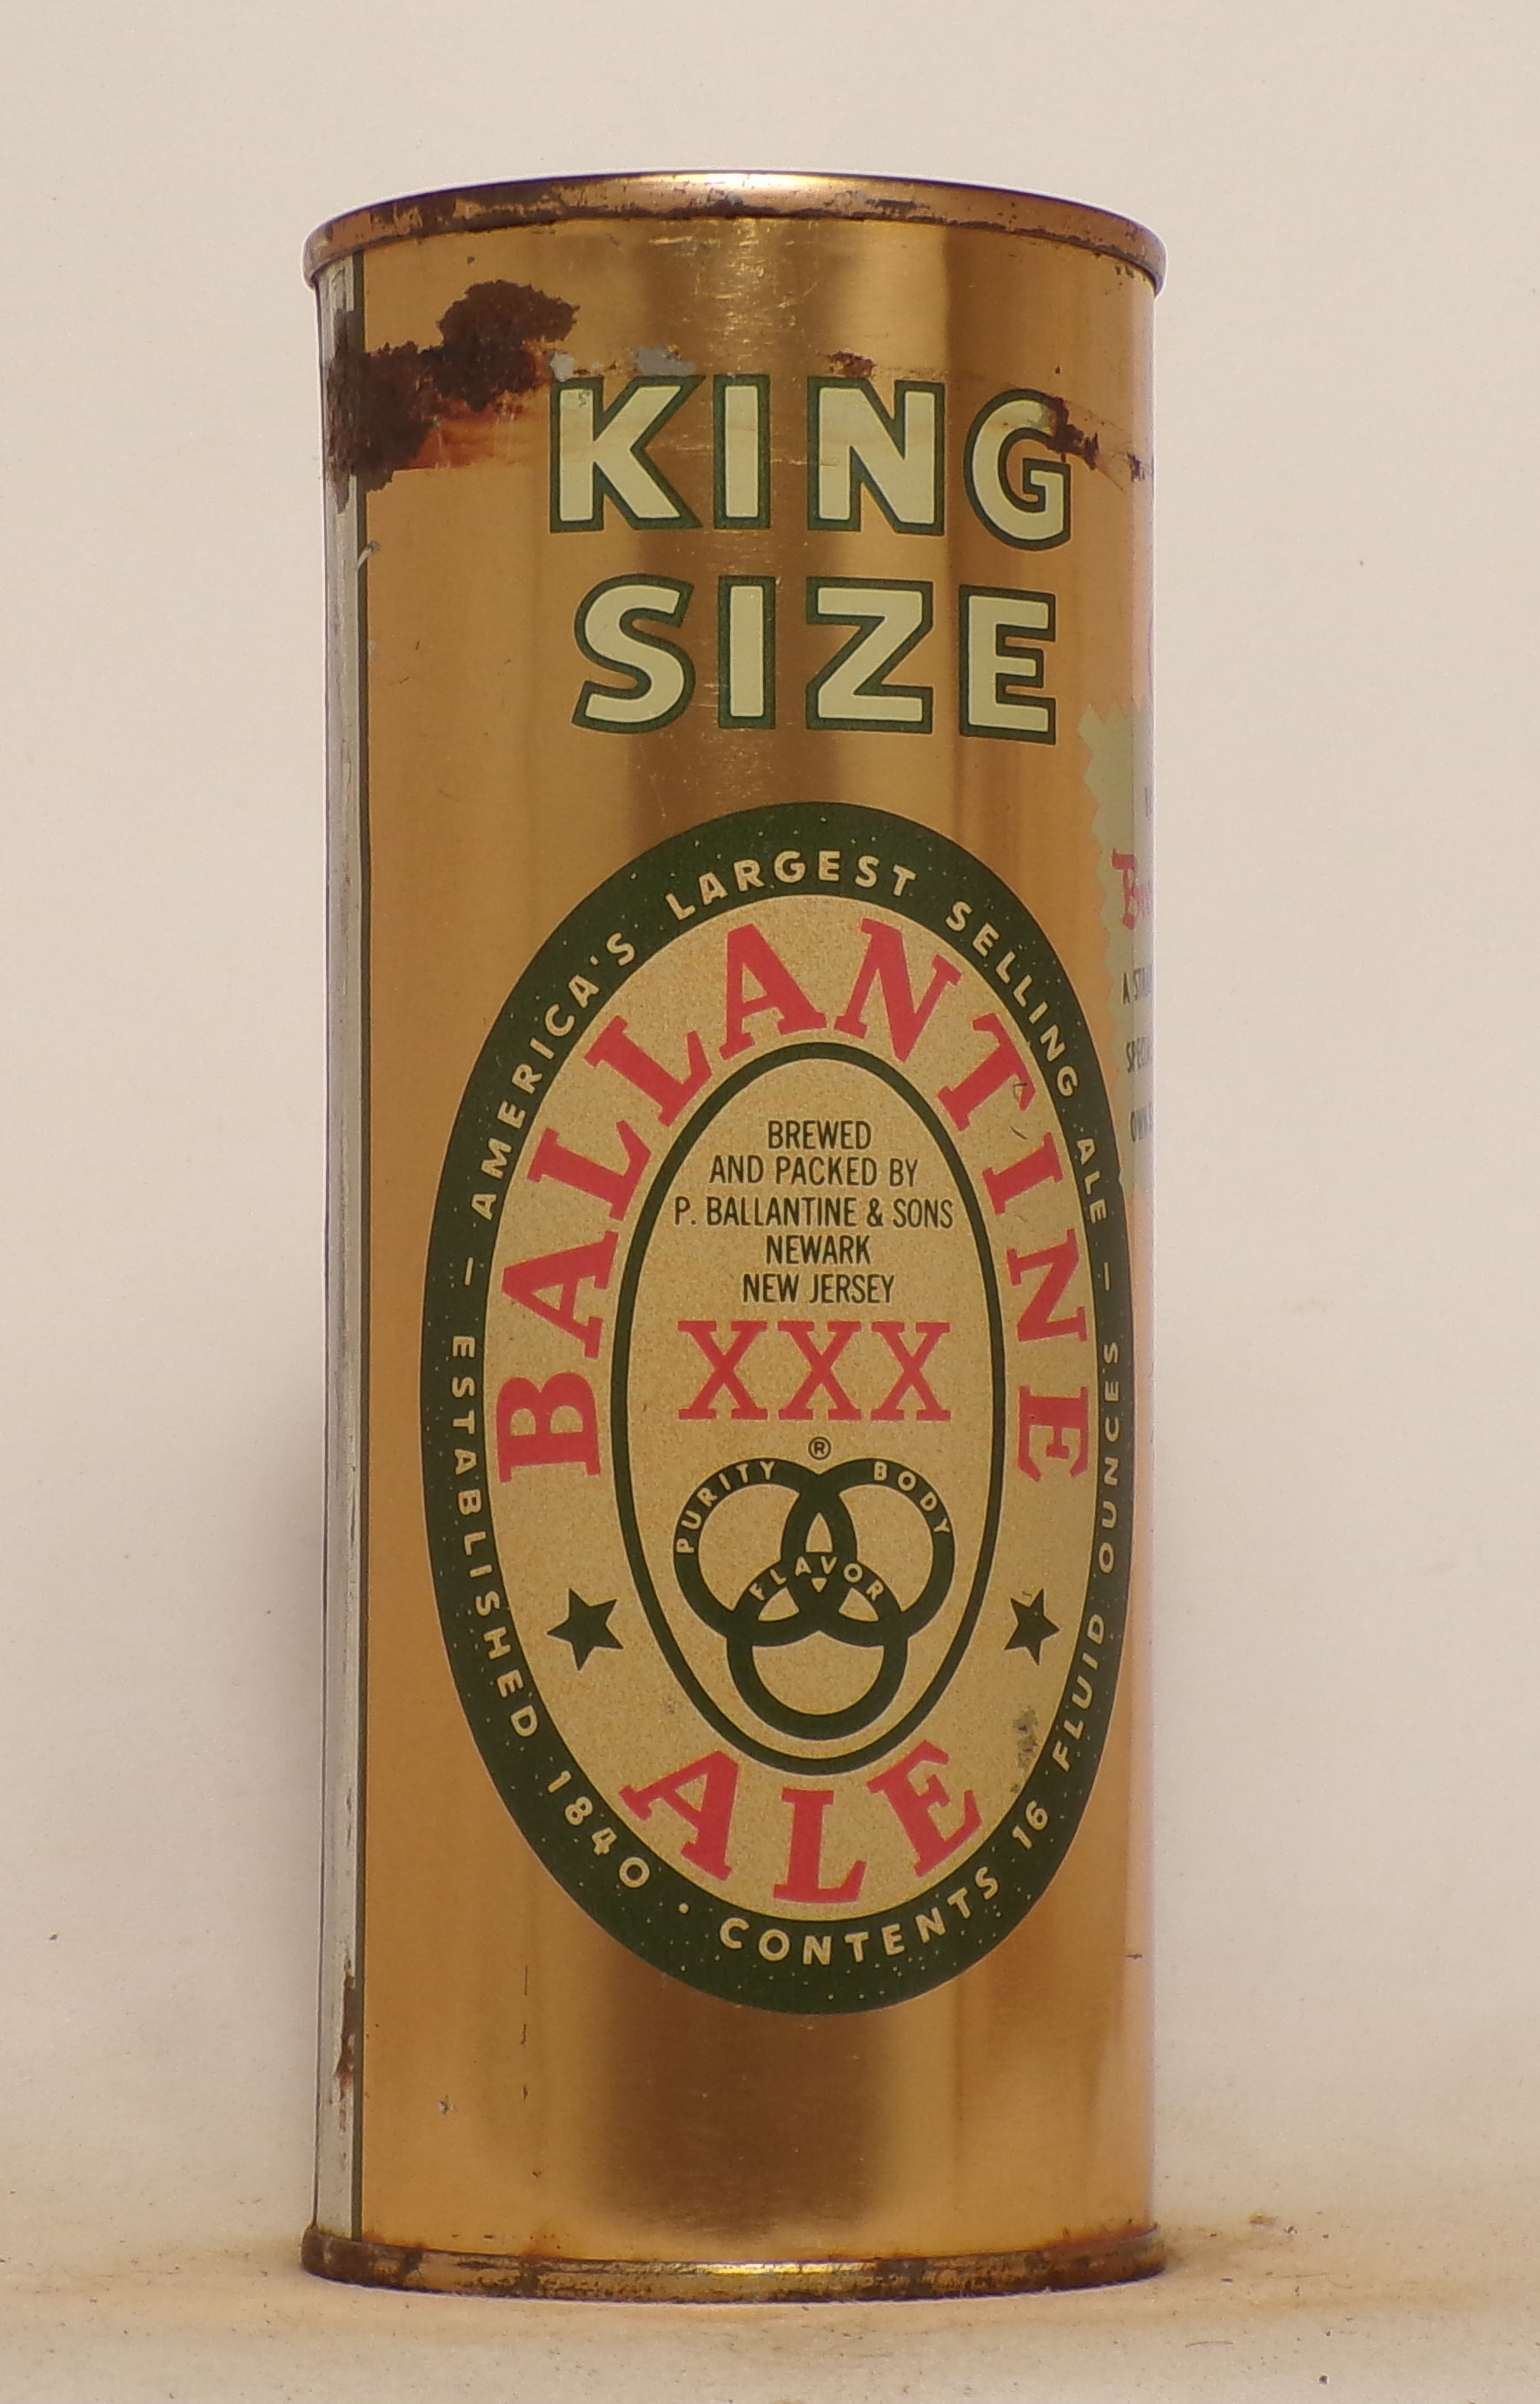 KING
SIZE
— AMERICA'S LARGEST SELLING ALE —
BALLANTINE
BREWED
AND PACKED BY
P. BALLANTINE & SONS
NEWARK
NEW JERSEY
XXX
®
PURITY BODY
FLAVOR
ALE
ESTABLISHED 1840 • CONTENTS 16 FLUID OUNCES
A